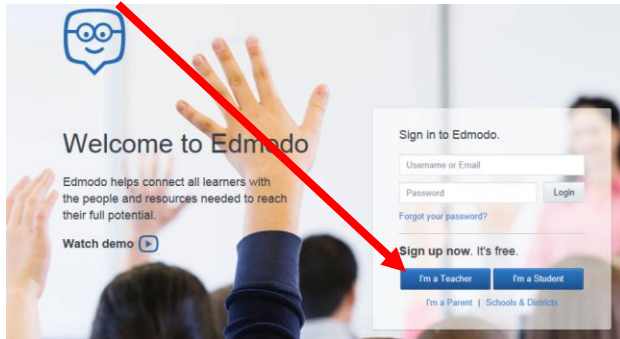 Welcome to Edmodo
Edmodo helps connect all learners with
the people and resources needed to reach
their full potential.
Watch demo
Sign in to Edmodo.
Username or Email
Password
Login
Forgot your password?
Sign up now. It's free.
I'm a Teacher
I'm a Student
I'm a Parent | Schools & Districts